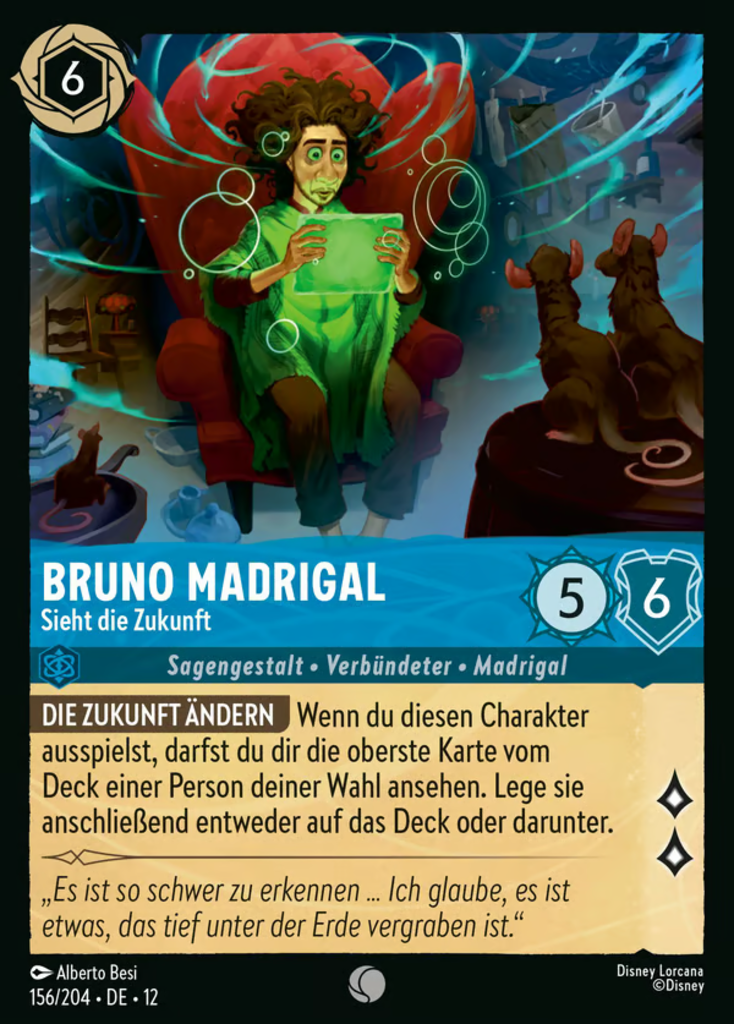 6
BRUNO MADRIGAL
Sieht die Zukunft
5
6
Sagengestalt • Verbündeter • Madrigal
DIE ZUKUNFT ÄNDERN Wenn du diesen Charakter
ausspielst, darfst du dir die oberste Karte vom
Deck einer Person deiner Wahl ansehen. Lege sie
anschließend entweder auf das Deck oder darunter.
„Es ist so schwer zu erkennen ... Ich glaube, es ist
etwas, das tief unter der Erde vergraben ist.“
Alberto Besi
156/204 • DE • 12
Disney Lorcana
©Disney